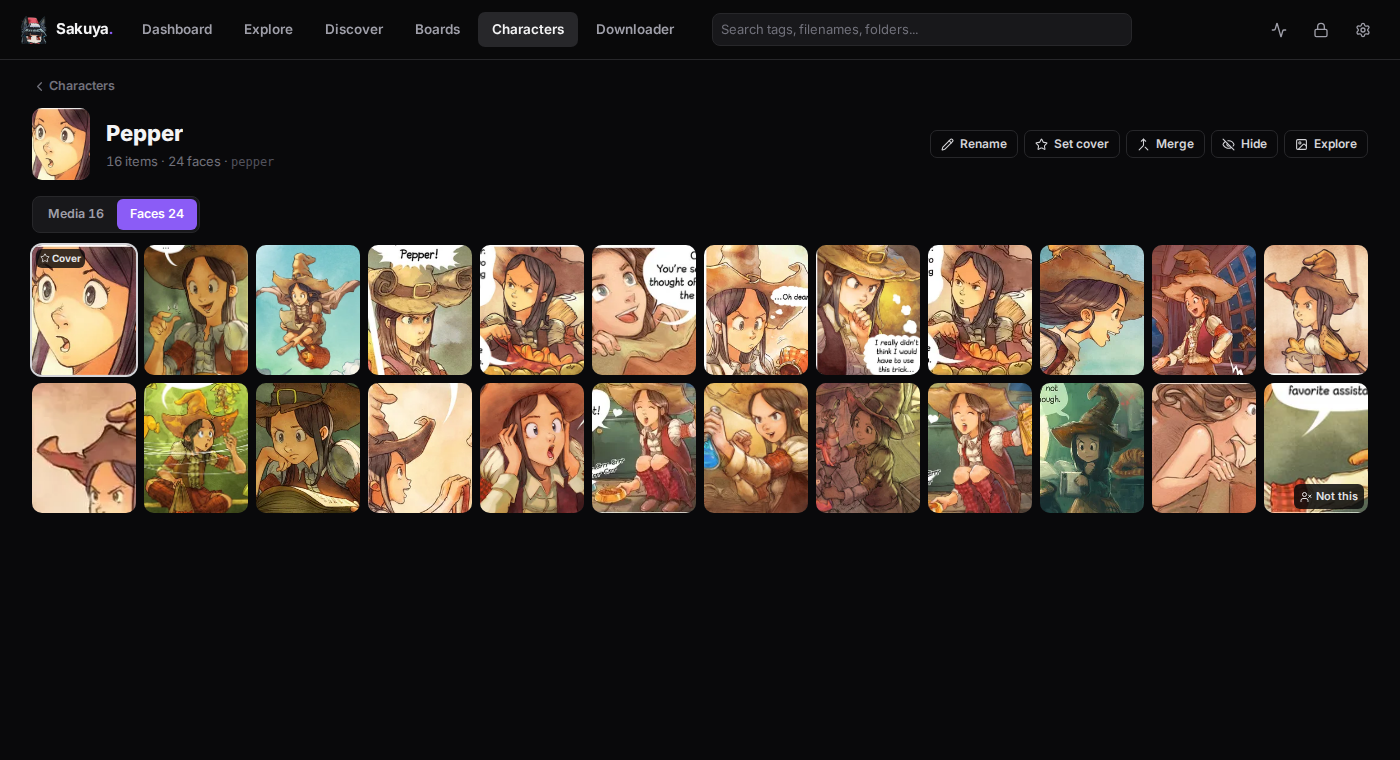 Sakuya.
Dashboard
Explore
Discover
Boards
Characters
Downloader
Search tags, filenames, folders...
Characters
Pepper
16 items · 24 faces · pepper
Rename
Set cover
Merge
Hide
Explore
Media 16
Faces 24
Cover
...
Pepper!
You're s
thought of
the
...Oh dear
I really didn't
think I would
have to use
this trick...
not
ough.
favorite assista
Not this